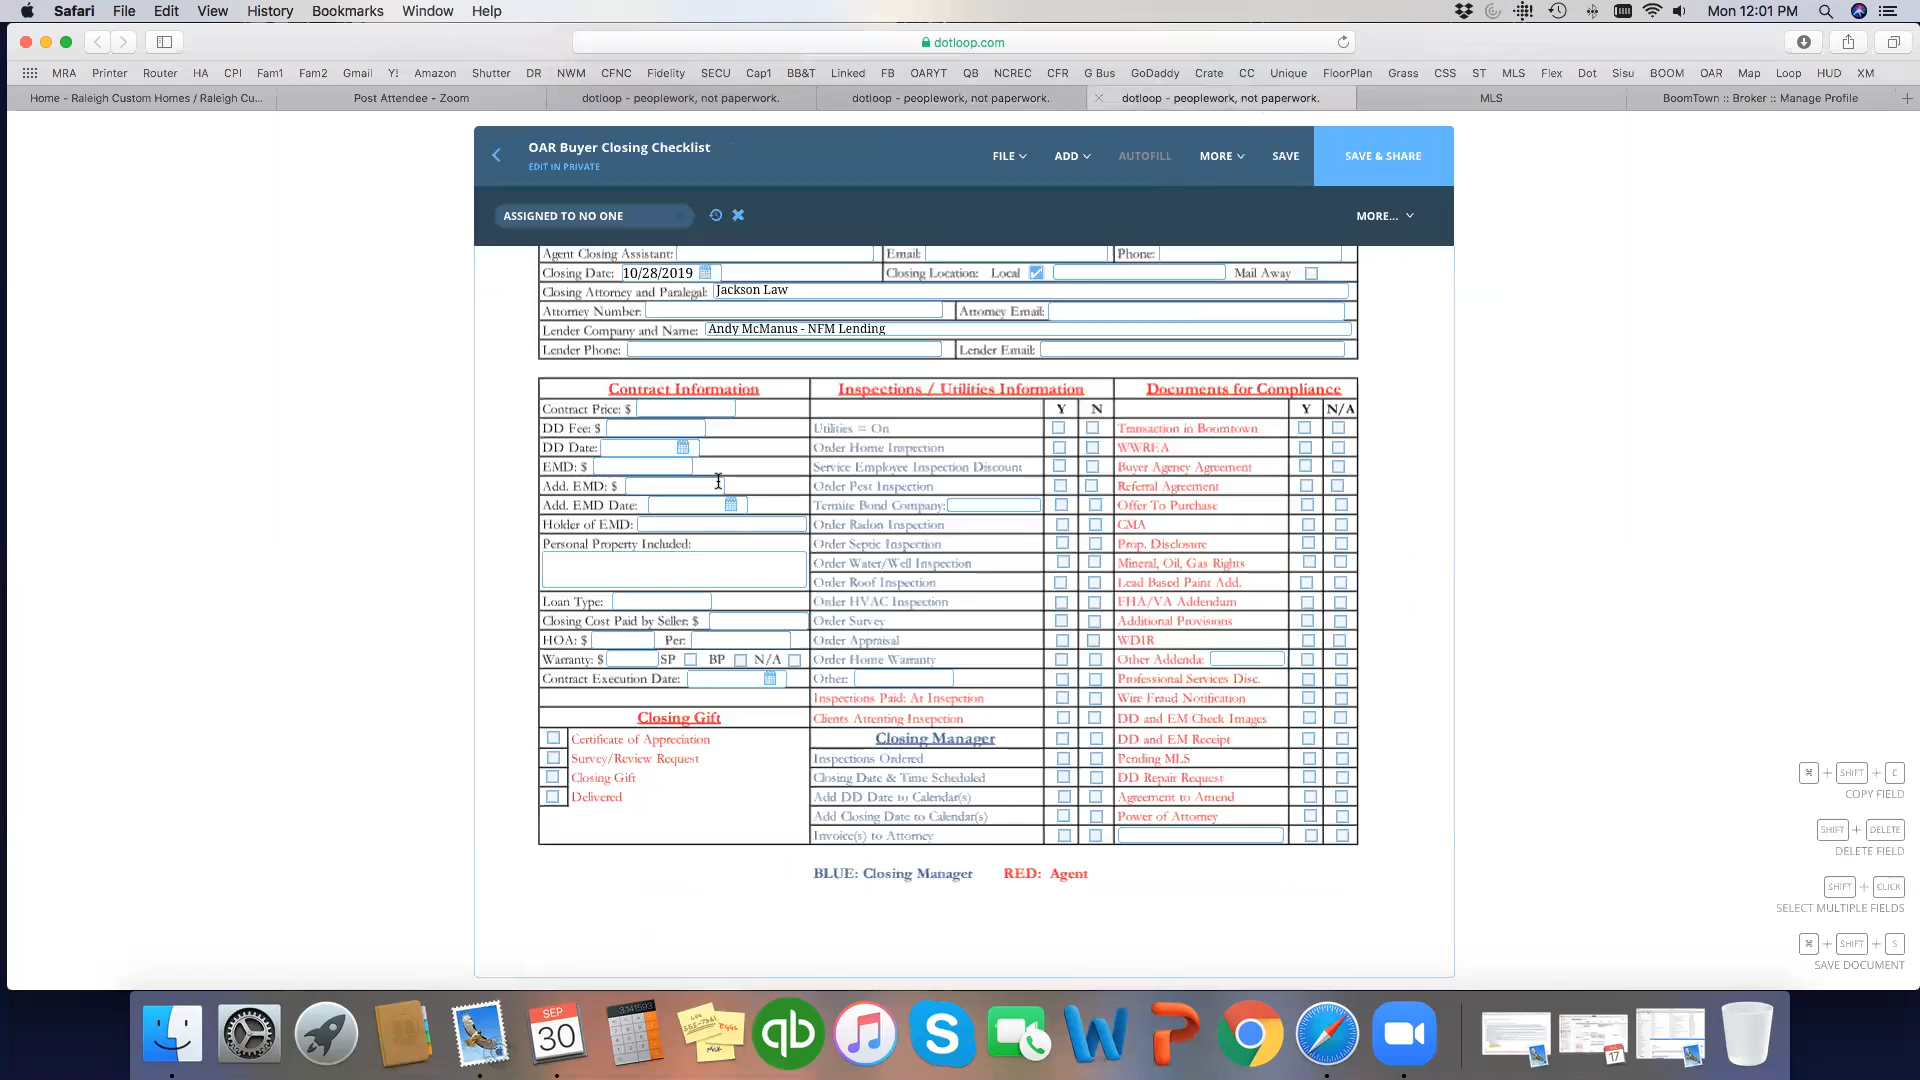 Safari File Edit View History Bookmarks Window Help Mon 12:01 PM
dotloop.com
MRA Printer Router HA CPI Fam1 Fam2 Gmail Y! Amazon Shutter DR NWM CFNC Fidelity SECU Cap1 BB&T Linked FB OARYT QB NCREC CFR G Bus GoDaddy Crate CC Unique FloorPlan Grass CSS ST MLS Flex Dot Sisu BOOM OAR Map Loop HUD XM
Home - Raleigh Custom Homes / Raleigh Cu... Post Attendee - Zoom dotloop - peoplework, not paperwork. dotloop - peoplework, not paperwork. dotloop - peoplework, not paperwork. MLS BoomTown :: Broker :: Manage Profile
OAR Buyer Closing Checklist
EDIT IN PRIVATE
FILE ADD AUTOFILL MORE SAVE SAVE & SHARE
ASSIGNED TO NO ONE MORE...
Agent Closing Assistant: Email: Phone:
Closing Date: 10/28/2019 Closing Location: Local Mail Away
Closing Attorney and Paralegal: Jackson Law
Attorney Number: Attorney Email:
Lender Company and Name: Andy McManus - NFM Lending
Lender Phone: Lender Email:
Contract Information Inspections / Utilities Information Documents for Compliance
Contract Price: $ Y N Y N/A
DD Fee: $ Utilities = On Transaction in Boomtown
DD Date: Order Home Inspection WWREA
EMD: $ Service Employee Inspection Discount Buyer Agency Agreement
Add. EMD: $ Order Pest Inspection Referral Agreement
Add. EMD Date: Termite Bond Company: Offer To Purchase
Holder of EMD: Order Radon Inspection CMA
Personal Property Included: Order Septic Inspection Prop. Disclosure
Order Water/Well Inspection Mineral, Oil, Gas Rights
Order Roof Inspection Lead Based Paint Add.
Loan Type: Order HVAC Inspection FHA/VA Addendum
Closing Cost Paid by Seller: $ Order Survey Additional Provisions
HOA: $ Per: Order Appraisal WDIR
Warranty: $ SP BP N/A Order Home Warranty Other Addenda:
Contract Execution Date: Other: Professional Services Disc.
Inspections Paid: At Insepction Wire Fraud Notification
Closing Gift Clients Attenting Insepction DD and EM Check Images
Certificate of Appreciation Closing Manager DD and EM Receipt
Survey/Review Request Inspections Ordered Pending MLS
Closing Gift Closing Date & Time Scheduled DD Repair Request
Delivered Add DD Date to Calendar(s) Agreement to Amend
Add Closing Date to Calendar(s) Power of Attorney
Invoice(s) to Attorney
BLUE: Closing Manager RED: Agent
⌘ + SHIFT + C
COPY FIELD
SHIFT + DELETE
DELETE FIELD
SHIFT + CLICK
SELECT MULTIPLE FIELDS
⌘ + SHIFT + S
SAVE DOCUMENT
SEP
30
3.141593
qb
S
W
P
17